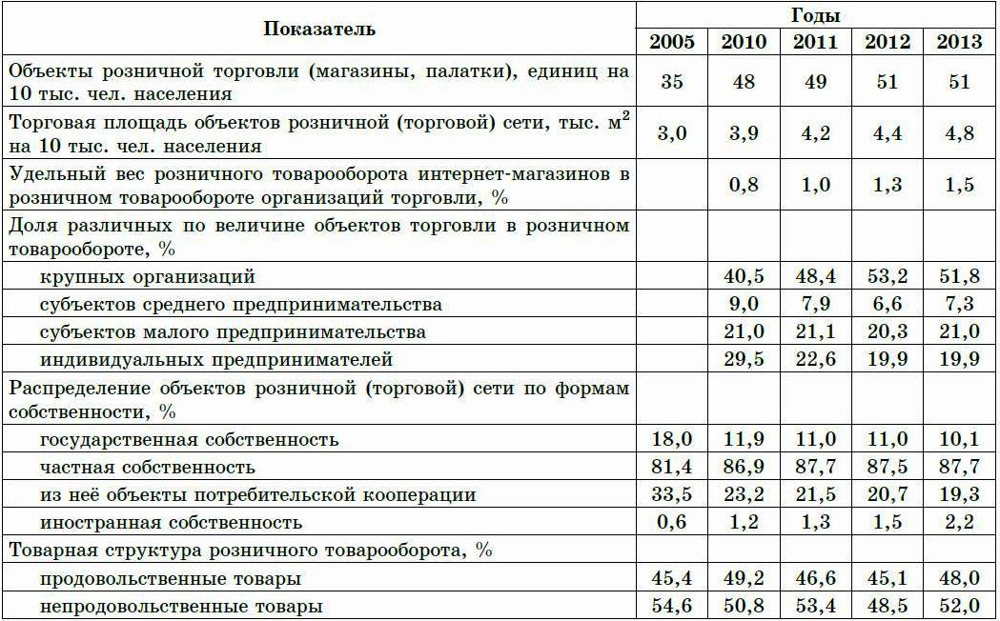 Показатель
Годы
2005 2010 2011 2012 2013
Объекты розничной торговли (магазины, палатки), единиц на
10 тыс. чел. населения
35 48 49 51 51
Торговая площадь объектов розничной (торговой) сети, тыс. м²
на 10 тыс. чел. населения
3,0 3,9 4,2 4,4 4,8
Удельный вес розничного товарооборота интернет-магазинов в
розничном товарообороте организаций торговли, %
0,8 1,0 1,3 1,5
Доля различных по величине объектов торговли в розничном
товарообороте, %
крупных организаций 40,5 48,4 53,2 51,8
субъектов среднего предпринимательства 9,0 7,9 6,6 7,3
субъектов малого предпринимательства 21,0 21,1 20,3 21,0
индивидуальных предпринимателей 29,5 22,6 19,9 19,9
Распределение объектов розничной (торговой) сети по формам
собственности, %
государственная собственность 18,0 11,9 11,0 11,0 10,1
частная собственность 81,4 86,9 87,7 87,5 87,7
из неё объекты потребительской кооперации 33,5 23,2 21,5 20,7 19,3
иностранная собственность 0,6 1,2 1,3 1,5 2,2
Товарная структура розничного товарооборота, %
продовольственные товары 45,4 49,2 46,6 45,1 48,0
непродовольственные товары 54,6 50,8 53,4 48,5 52,0